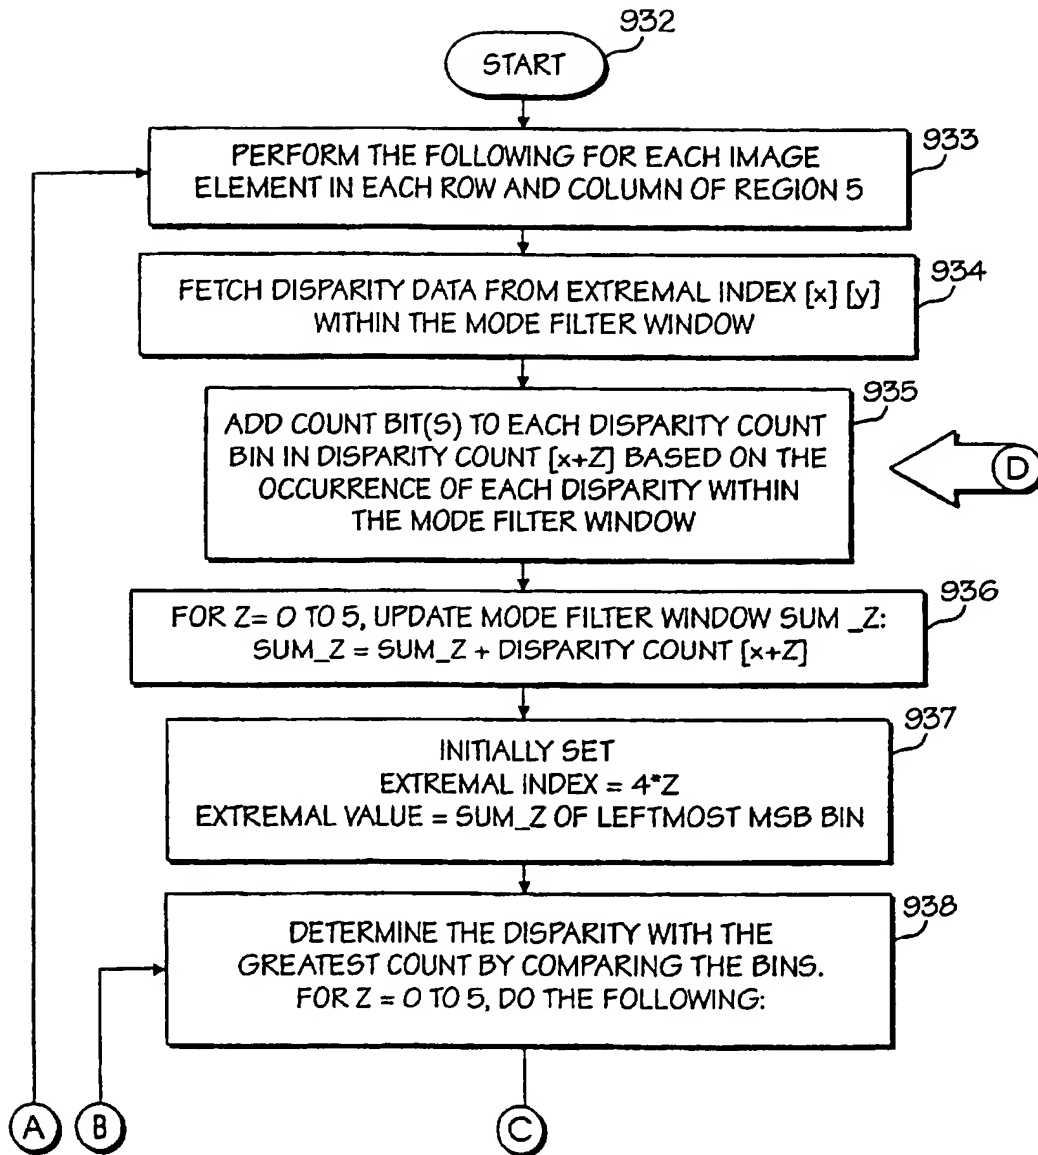 932
START
933
PERFORM THE FOLLOWING FOR EACH IMAGE
ELEMENT IN EACH ROW AND COLUMN OF REGION 5
934
FETCH DISPARITY DATA FROM EXTREMAL INDEX [x] [y]
WITHIN THE MODE FILTER WINDOW
935
ADD COUNT BIT(S) TO EACH DISPARITY COUNT
BIN IN DISPARITY COUNT [x+Z] BASED ON THE
OCCURRENCE OF EACH DISPARITY WITHIN
THE MODE FILTER WINDOW
D
936
FOR Z= 0 TO 5, UPDATE MODE FILTER WINDOW SUM _Z:
SUM_Z = SUM_Z + DISPARITY COUNT [x+Z]
937
INITIALLY SET
EXTREMAL INDEX = 4*Z
EXTREMAL VALUE = SUM_Z OF LEFTMOST MSB BIN
938
DETERMINE THE DISPARITY WITH THE
GREATEST COUNT BY COMPARING THE BINS.
FOR Z = 0 TO 5, DO THE FOLLOWING:
A B C